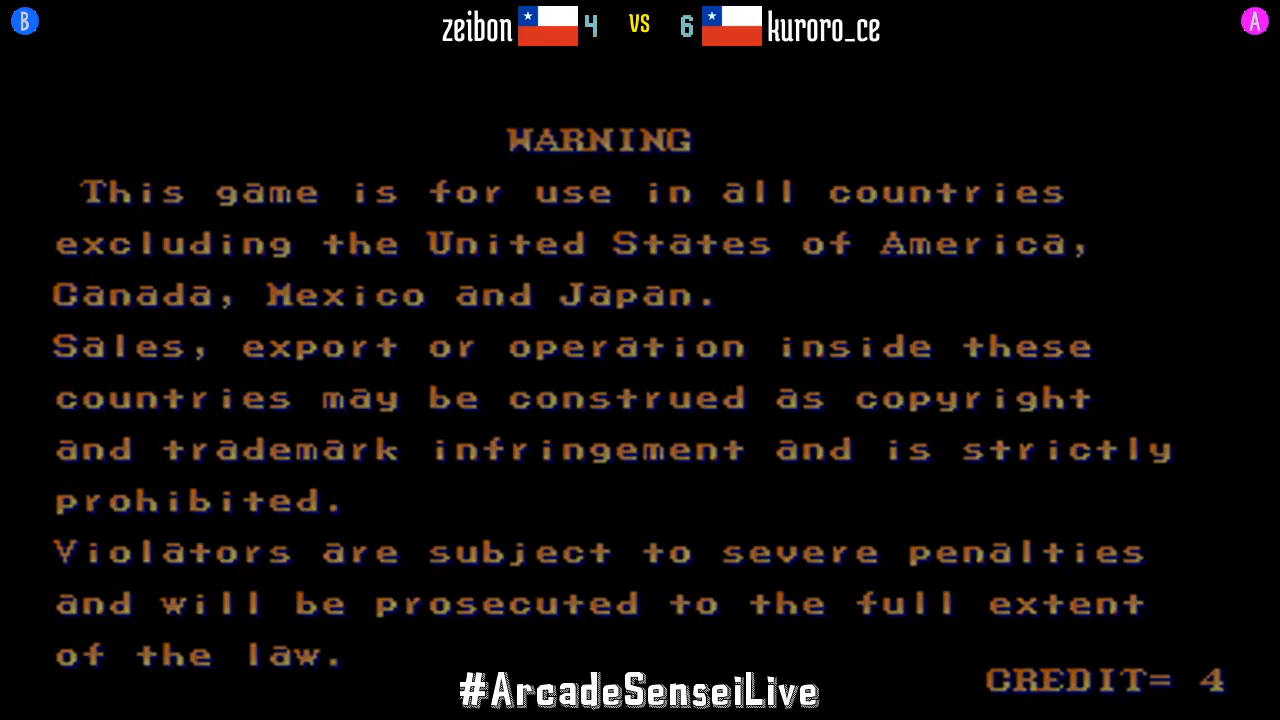 B zeibon 4 VS 6 kuroro_ce A
WARNING
This game is for use in all countries
excluding the United States of America,
Canada, Mexico and Japan.
Sales, export or operation inside these
countries may be construed as copyright
and trademark infringement and is strictly
prohibited.
Violators are subject to severe penalties
and will be prosecuted to the full extent
of the law.
#ArcadeSenseiLive
CREDIT= 4